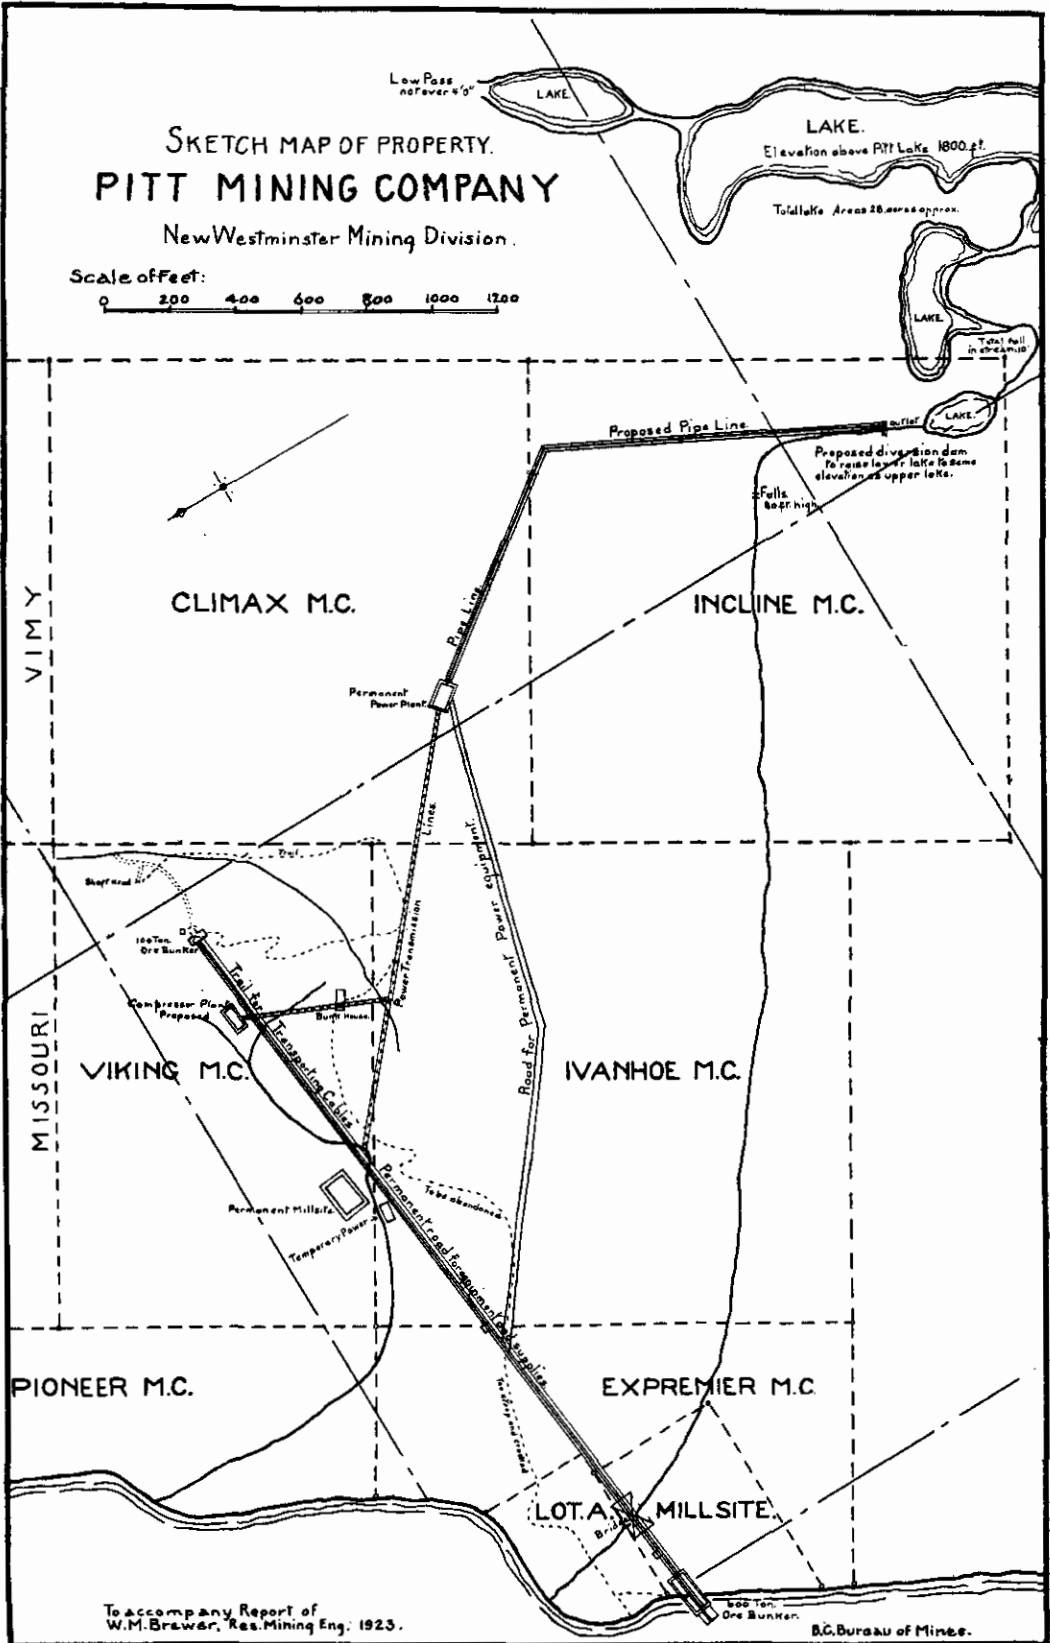 Low Pass
not over 4'0"
LAKE.
SKETCH MAP OF PROPERTY.
PITT MINING COMPANY
New Westminster Mining Division.
Scale of Feet:
0 200 400 600 800 1000 1200
LAKE.
Elevation above Pitt Lake 1800.ft.
Total lake Areas 28.acres approx.
LAKE.
Total fall
in stream 10'
LAKE.
outlet
Proposed Pipe Line
Proposed diversion dam
to raise lower lake to same
elevation as upper lake.
Falls
80 ft. high.
VIMY
CLIMAX M.C.
INCLINE M.C.
Pipe Line.
Permanent
Power Plant.
Power Transmission Lines.
Road for Permanent Power equipment.
Trail
Shaft Road
100 Ton.
Ore Bunker
Trail for Transporting Cables
Compressor Plant
Proposed
Bunk House.
MISSOURI
VIKING M.C.
IVANHOE M.C.
Permanent Millsite.
Temporary Power
To be abandoned
Permanent road for equipment and supplies.
PIONEER M.C.
EXPREMIER M.C.
LOT. A. MILLSITE.
Bridge
600 Ton.
Ore Bunker.
To accompany Report of
W.M. Brewer, Res. Mining Eng. 1923.
B.C. Bureau of Mines.